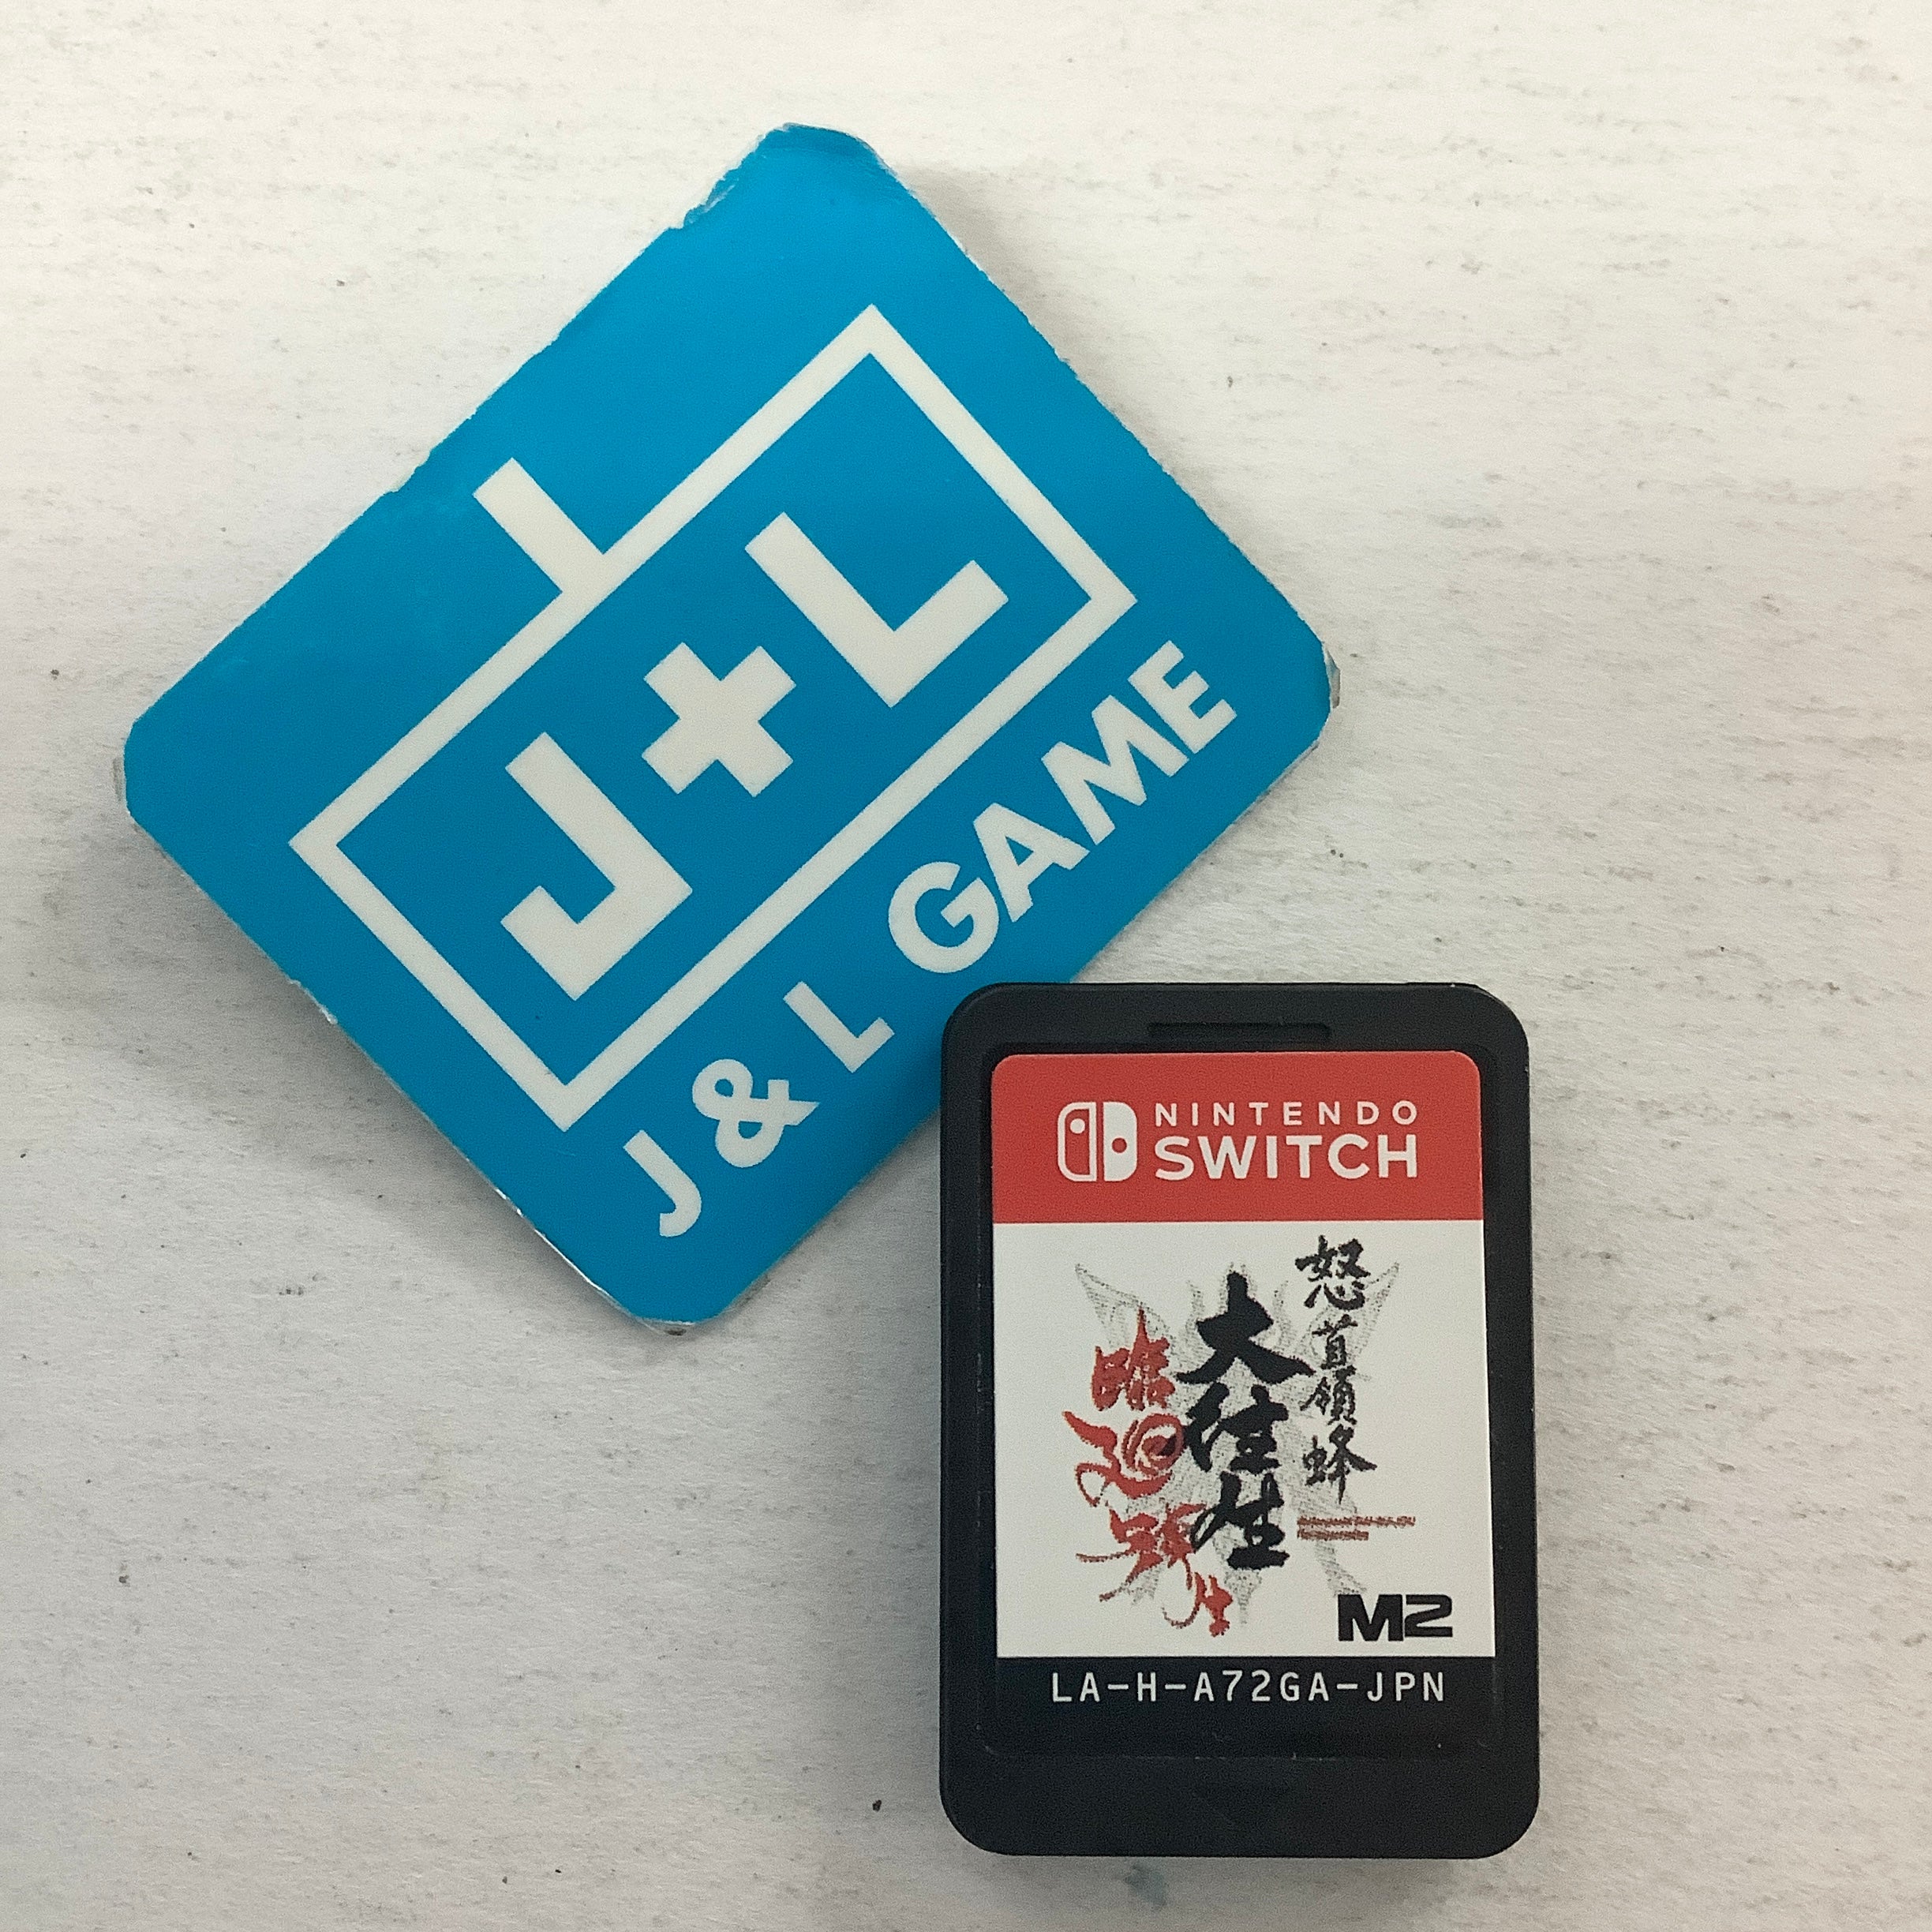 J+L
J & L GAME
NINTENDO
SWITCH
怒首領蜂
大往生
臨廻転生
M2
LA-H-A72GA-JPN